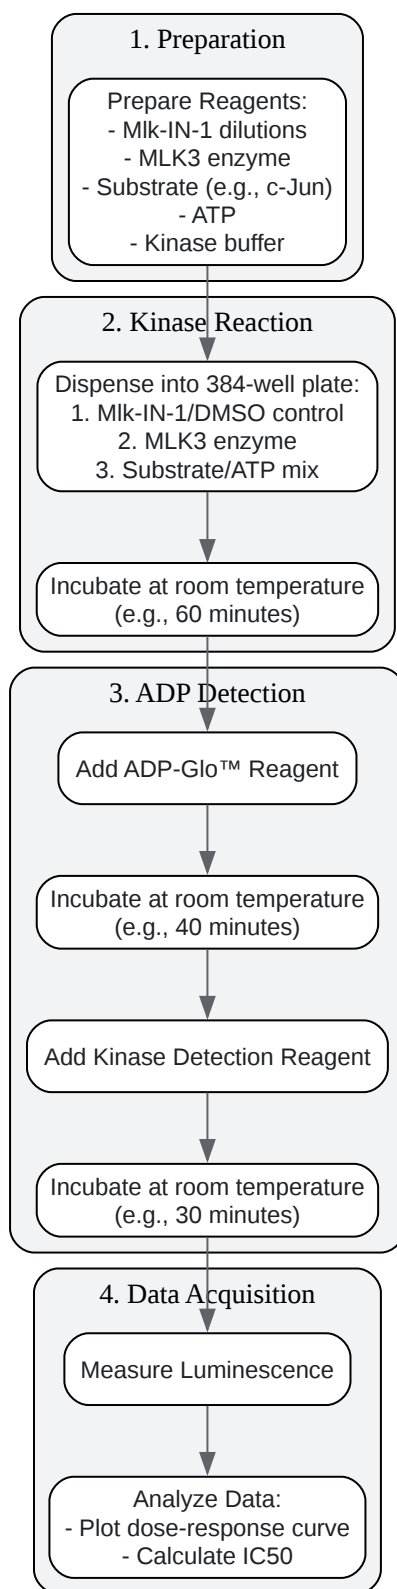 1. Preparation
Prepare Reagents:
- Mlk-IN-1 dilutions
- MLK3 enzyme
- Substrate (e.g., c-Jun)
- ATP
- Kinase buffer
2. Kinase Reaction
Dispense into 384-well plate:
1. Mlk-IN-1/DMSO control
2. MLK3 enzyme
3. Substrate/ATP mix
Incubate at room temperature
(e.g., 60 minutes)
3. ADP Detection
Add ADP-Glo™ Reagent
Incubate at room temperature
(e.g., 40 minutes)
Add Kinase Detection Reagent
Incubate at room temperature
(e.g., 30 minutes)
4. Data Acquisition
Measure Luminescence
Analyze Data:
- Plot dose-response curve
- Calculate IC50